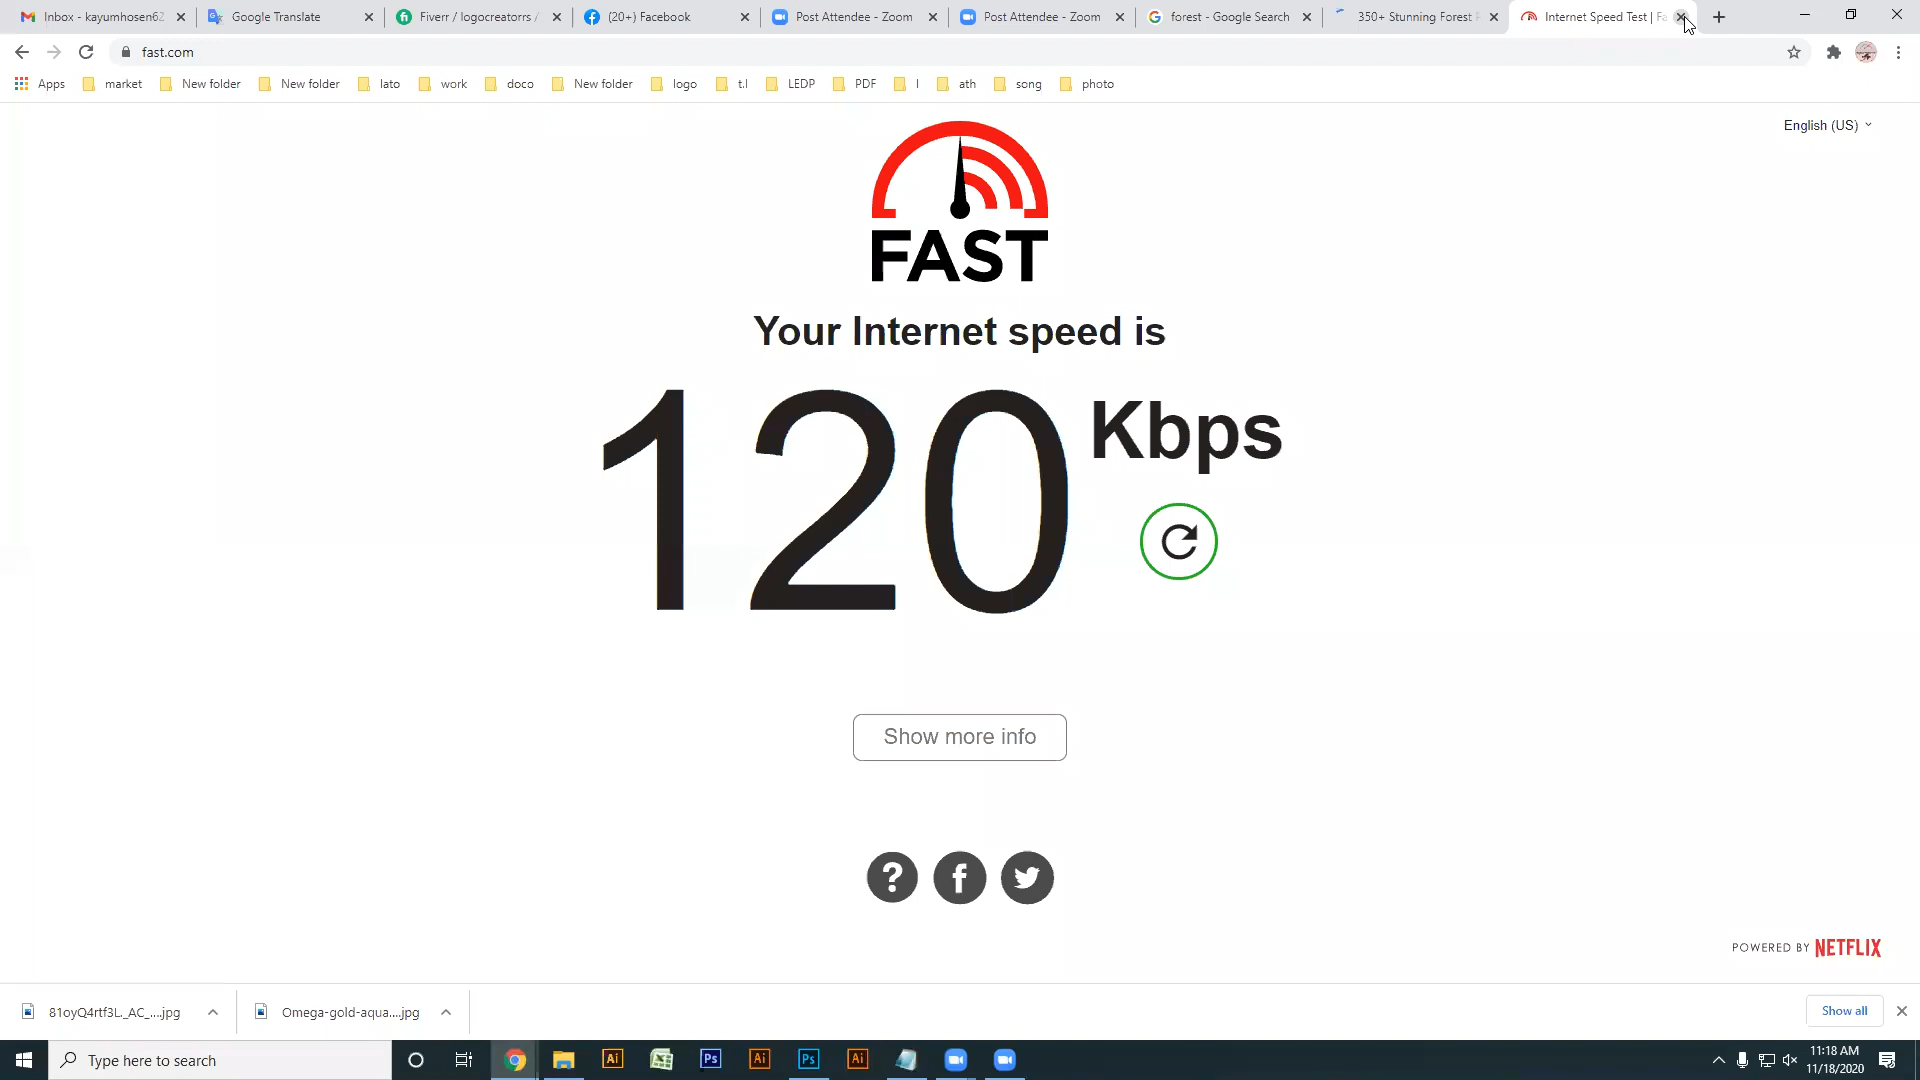 Inbox - kayumhosen62
Google Translate
Fiverr / logocreatorrs /
(20+) Facebook
Post Attendee - Zoom
Post Attendee - Zoom
forest - Google Search
350+ Stunning Forest P
Internet Speed Test | Fa
fast.com
Apps
market
New folder
New folder
lato
work
doco
New folder
logo
t.l
LEDP
PDF
l
ath
song
photo
English (US)
FAST
Your Internet speed is
120 Kbps
Show more info
POWERED BY NETFLIX
81oyQ4rtf3L._AC_....jpg
Omega-gold-aqua....jpg
Show all
Type here to search
11:18 AM
11/18/2020